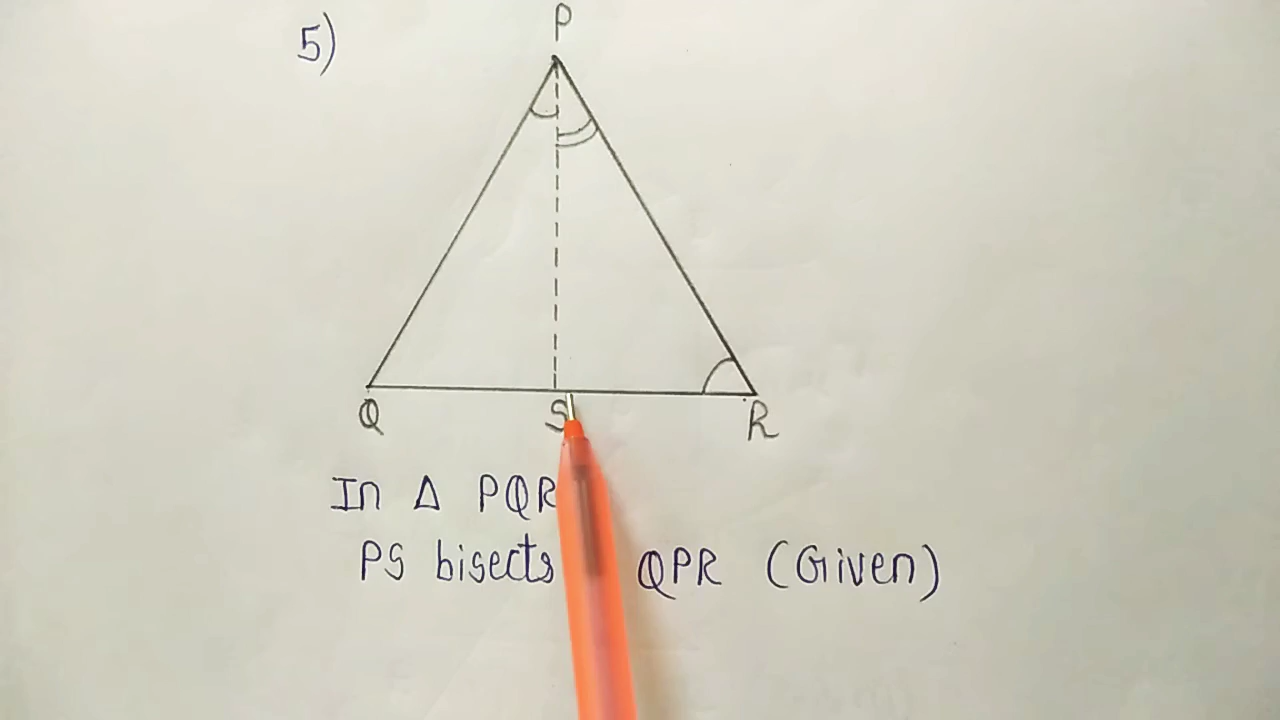 5)
P
Q S R
In Δ PQR
PS bisects QPR (Given)